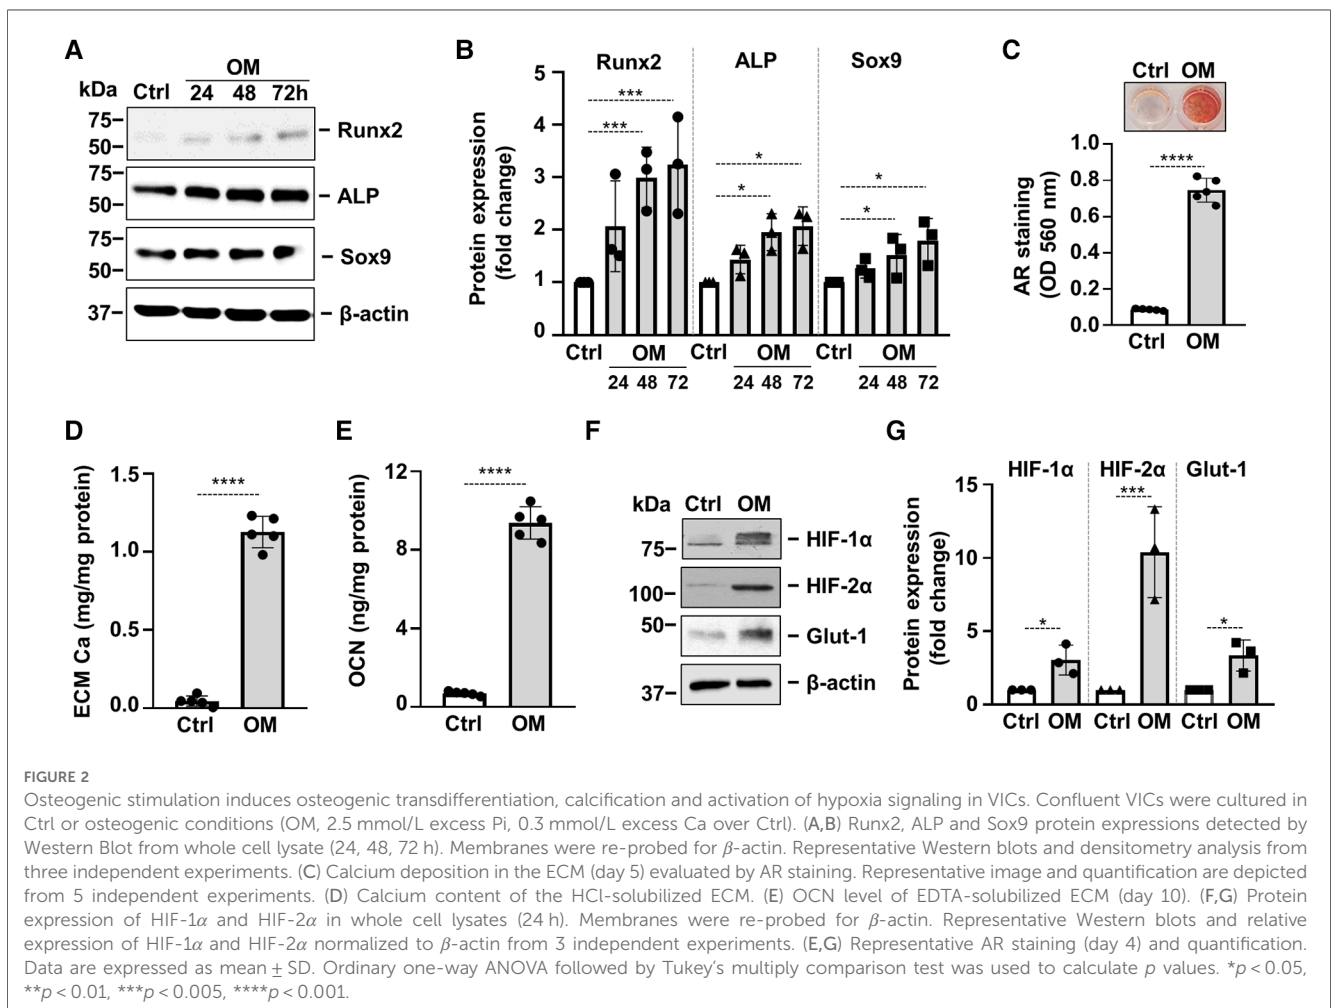 A
OM
kDa Ctrl 24 48 72h
75
50
Runx2
75
50
ALP
75
50
Sox9
37
β-actin
B
Runx2 ALP Sox9
Protein expression
(fold change)
5
4
3
2
1
0
*** 
***
*
*
*
*
Ctrl OM Ctrl OM Ctrl OM
24 48 72 24 48 72 24 48 72
C
Ctrl OM
AR staining
(OD 560 nm)
1.0
0.8
0.6
0.4
0.2
0.0
****
Ctrl OM
D
ECM Ca (mg/mg protein)
1.5
1.0
0.5
0.0
****
Ctrl OM
E
OCN (ng/mg protein)
12
8
4
0
****
Ctrl OM
F
kDa Ctrl OM
75
HIF-1α
100
HIF-2α
50
Glut-1
37
β-actin
G
HIF-1α HIF-2α Glut-1
Protein expression
(fold change)
15
10
5
0
*
***
*
Ctrl OM Ctrl OM Ctrl OM
FIGURE 2
Osteogenic stimulation induces osteogenic transdifferentiation, calcification and activation of hypoxia signaling in VICs. Confluent VICs were cultured in
Ctrl or osteogenic conditions (OM, 2.5 mmol/L excess Pi, 0.3 mmol/L excess Ca over Ctrl). (A,B) Runx2, ALP and Sox9 protein expressions detected by
Western Blot from whole cell lysate (24, 48, 72 h). Membranes were re-probed for β-actin. Representative Western blots and densitometry analysis from
three independent experiments. (C) Calcium deposition in the ECM (day 5) evaluated by AR staining. Representative image and quantification are depicted
from 5 independent experiments. (D) Calcium content of the HCl-solubilized ECM. (E) OCN level of EDTA-solubilized ECM (day 10). (F,G) Protein
expression of HIF-1α and HIF-2α in whole cell lysates (24 h). Membranes were re-probed for β-actin. Representative Western blots and relative
expression of HIF-1α and HIF-2α normalized to β-actin from 3 independent experiments. (E,G) Representative AR staining (day 4) and quantification.
Data are expressed as mean ± SD. Ordinary one-way ANOVA followed by Tukey's multiply comparison test was used to calculate p values. *p < 0.05,
**p < 0.01, ***p < 0.005, ****p < 0.001.